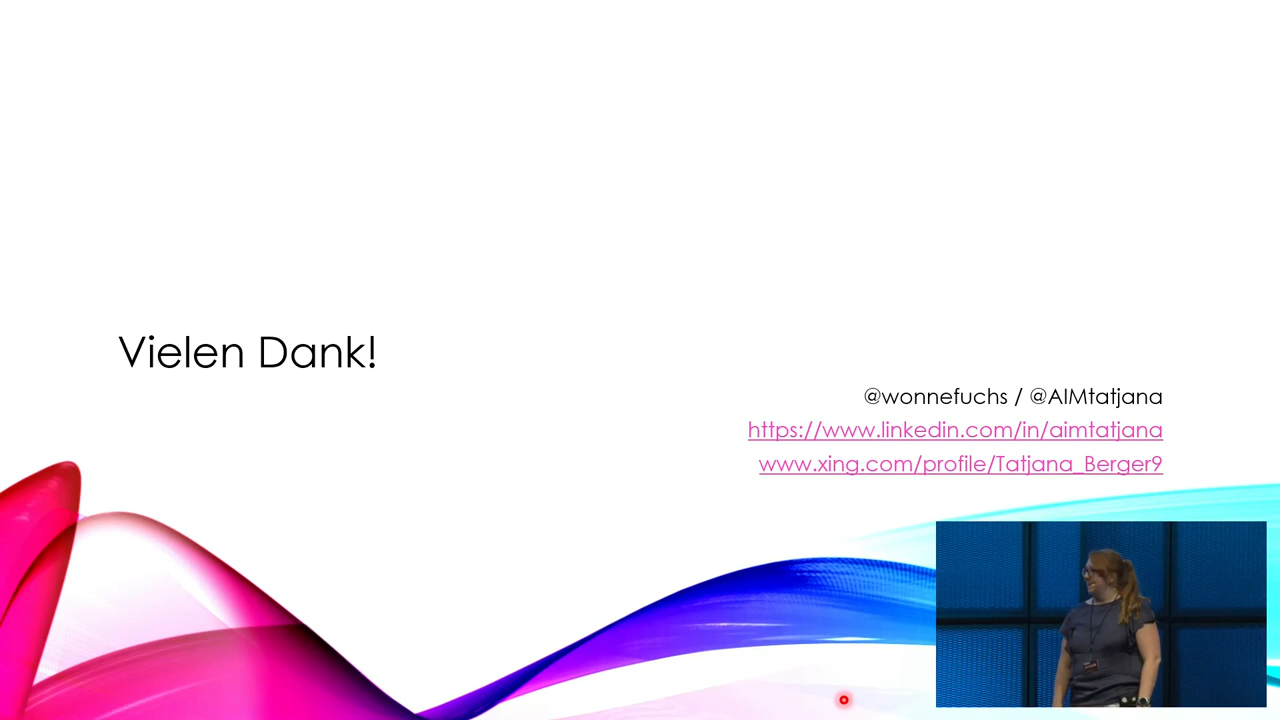 Vielen Dank!
@wonnefuchs / @AIMtatjana
https://www.linkedin.com/in/aimtatjana
www.xing.com/profile/Tatjana_Berger9